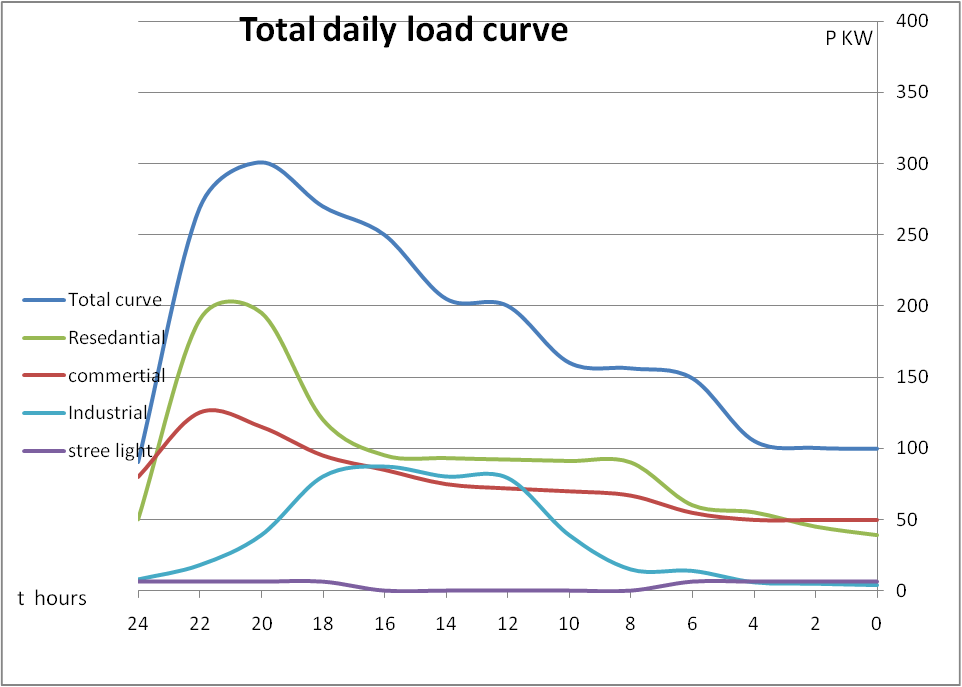 Total daily load curve
P KW
400
350
300
250
200
150
100
50
0
Total curve
Resedantial
commertial
Industrial
stree light
t hours
24 22 20 18 16 14 12 10 8 6 4 2 0